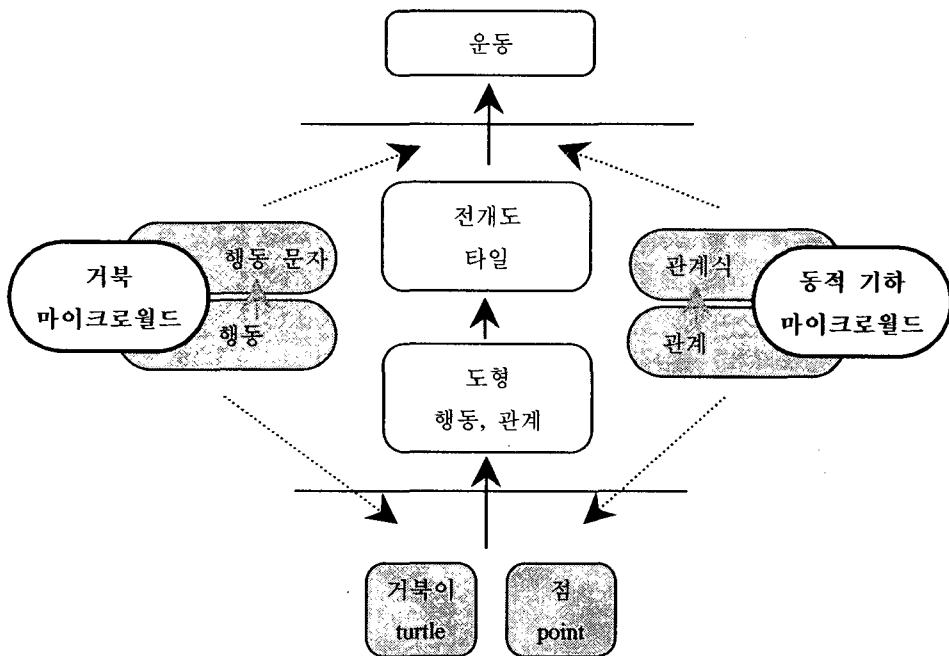 운동
전개도
타일
행동 문자
거북
마이크로월드
행동
관계식
동적 기하
마이크로월드
관계
도형
행동, 관계
거북이
turtle
점
point